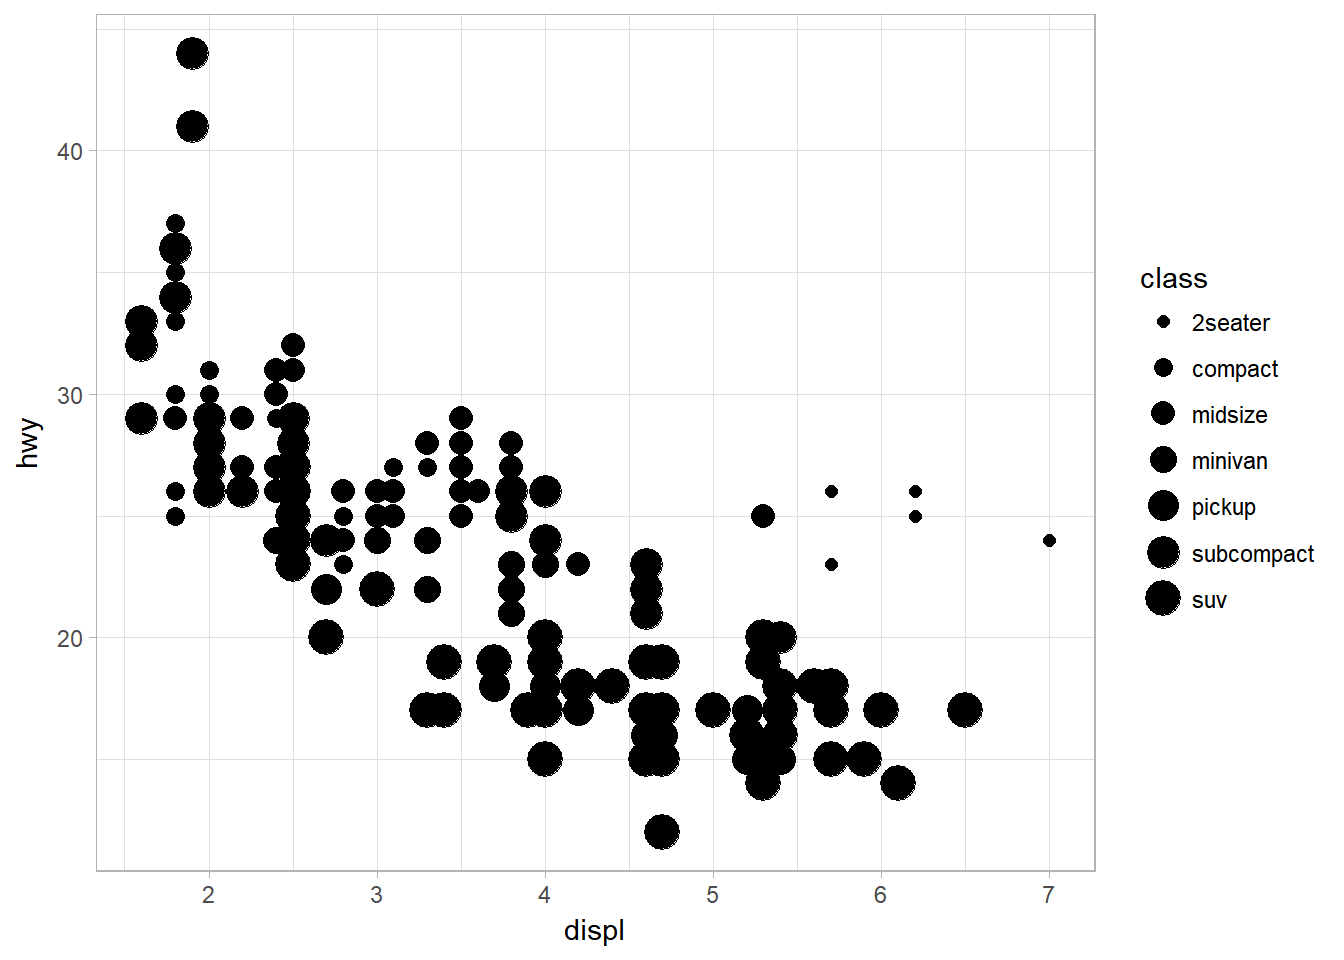 40
30
20
hwy
2
3
4
5
6
7
displ
class
2seater
compact
midsize
minivan
pickup
subcompact
suv